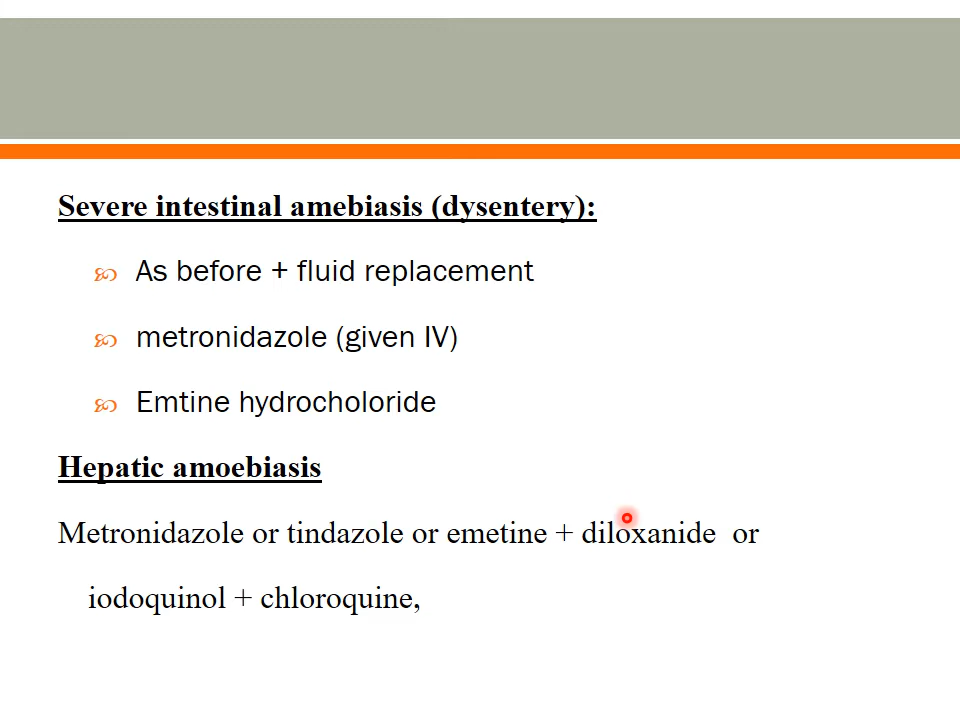 Severe intestinal amebiasis (dysentery):
As before + fluid replacement
metronidazole (given IV)
Emtine hydrocholoride
Hepatic amoebiasis
Metronidazole or tindazole or emetine + diloxanide or
iodoquinol + chloroquine,